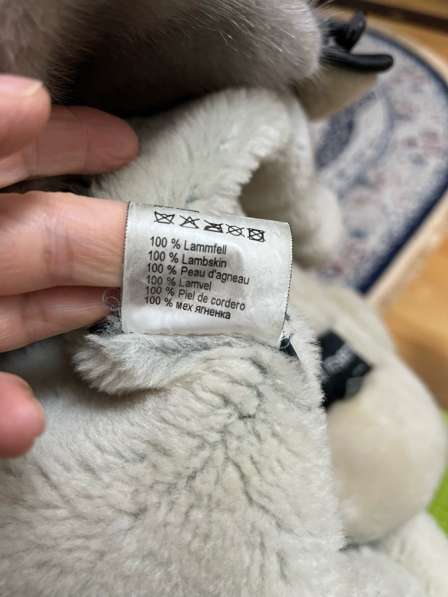 100 % Lammfell
100 % Lambskin
100 % Peau d'agneau
100 % Lamvel
100 % Piel de cordero
100 % мех ягненка